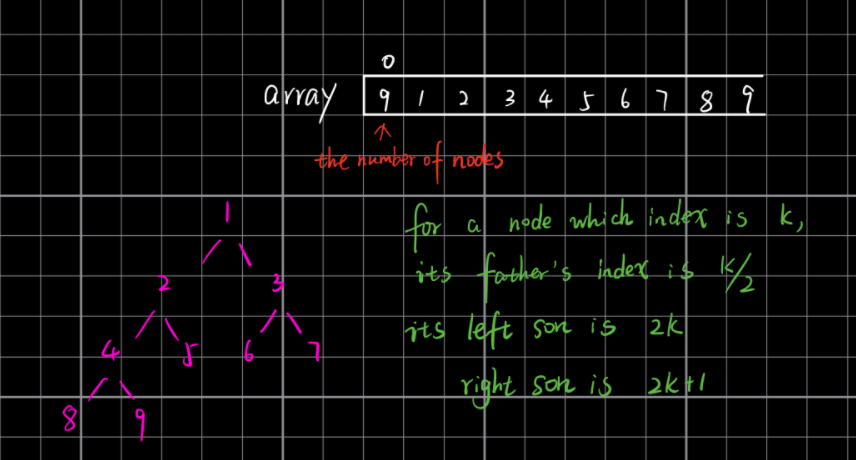 0
array 9 1 2 3 4 5 6 7 8 9
the number of nodes
1
for a node which index is k,
its father's index is k/2
2 3
its left son is 2k
4 5 6 7
right son is 2k+1
8 9